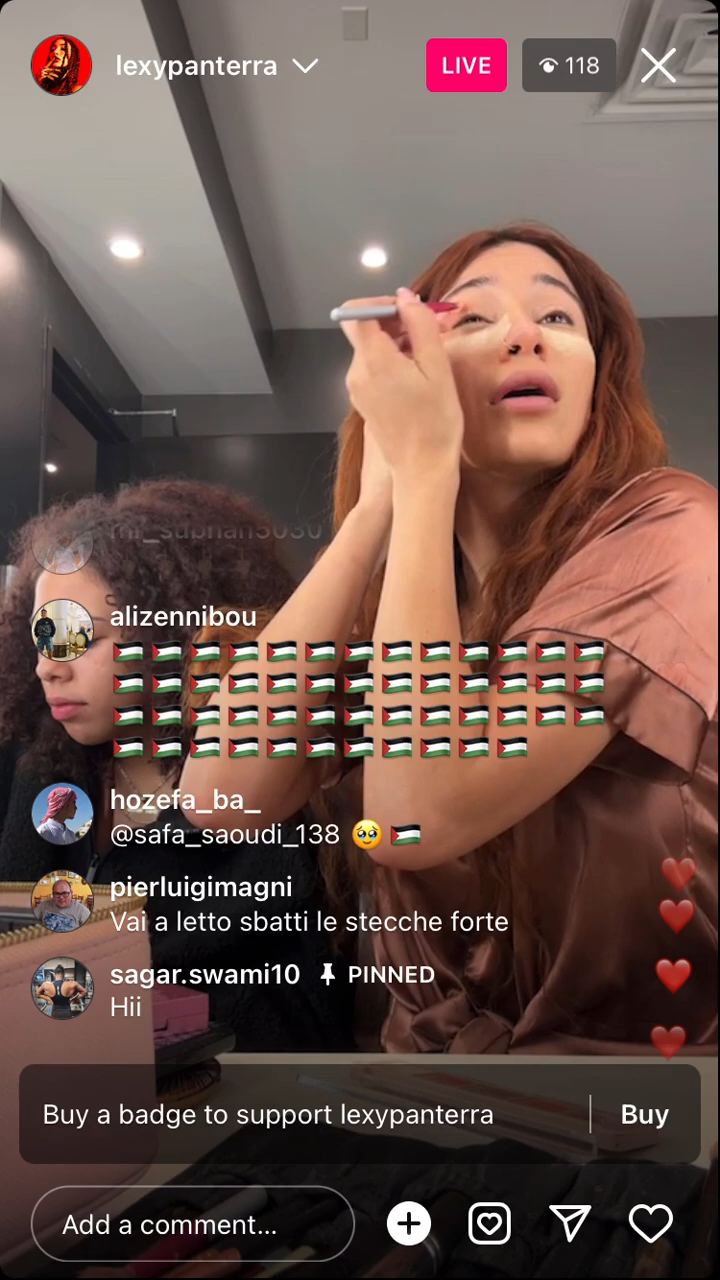 lexypanterra
LIVE
118
mr_subhan5030
alizennibou
🇵🇸🇵🇸🇵🇸🇵🇸🇵🇸🇵🇸🇵🇸🇵🇸🇵🇸🇵🇸🇵🇸🇵🇸🇵🇸
🇵🇸🇵🇸🇵🇸🇵🇸🇵🇸🇵🇸🇵🇸🇵🇸🇵🇸🇵🇸🇵🇸🇵🇸🇵🇸
🇵🇸🇵🇸🇵🇸🇵🇸🇵🇸🇵🇸🇵🇸🇵🇸🇵🇸🇵🇸🇵🇸🇵🇸🇵🇸
🇵🇸🇵🇸🇵🇸🇵🇸🇵🇸🇵🇸🇵🇸🇵🇸🇵🇸🇵🇸🇵🇸
hozefa_ba_
@safa_saoudi_138 🥹🇵🇸
pierluigimagni
Vai a letto sbatti le stecche forte
sagar.swami10 PINNED
Hii
Buy a badge to support lexypanterra
Buy
Add a comment...